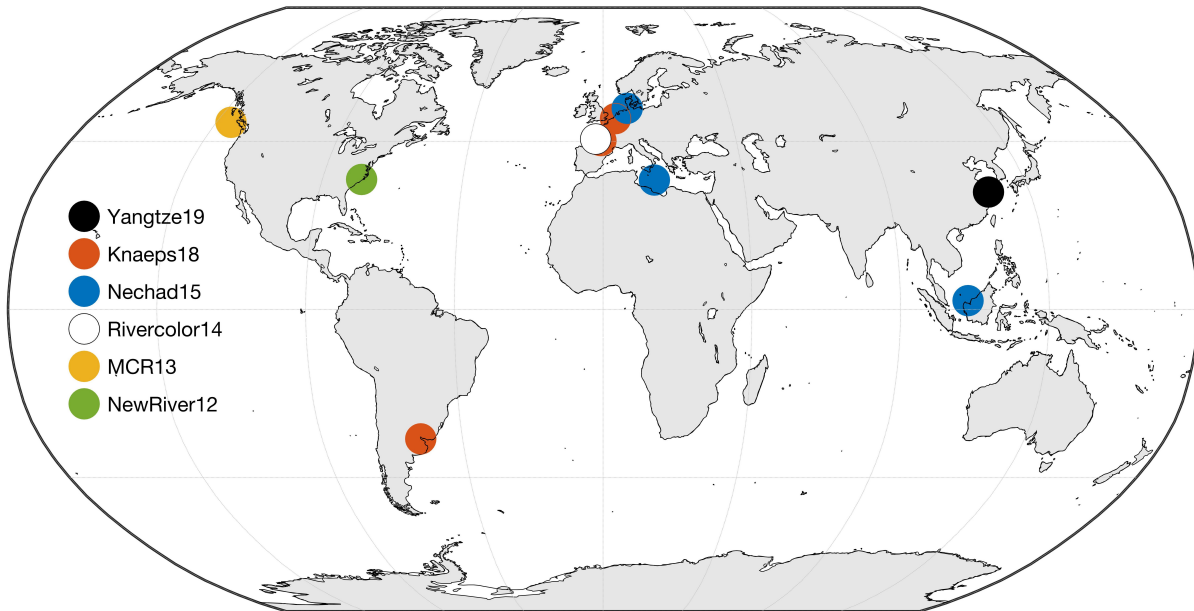 Yangtze19
Knaeps18
Nechad15
Rivercolor14
MCR13
NewRiver12